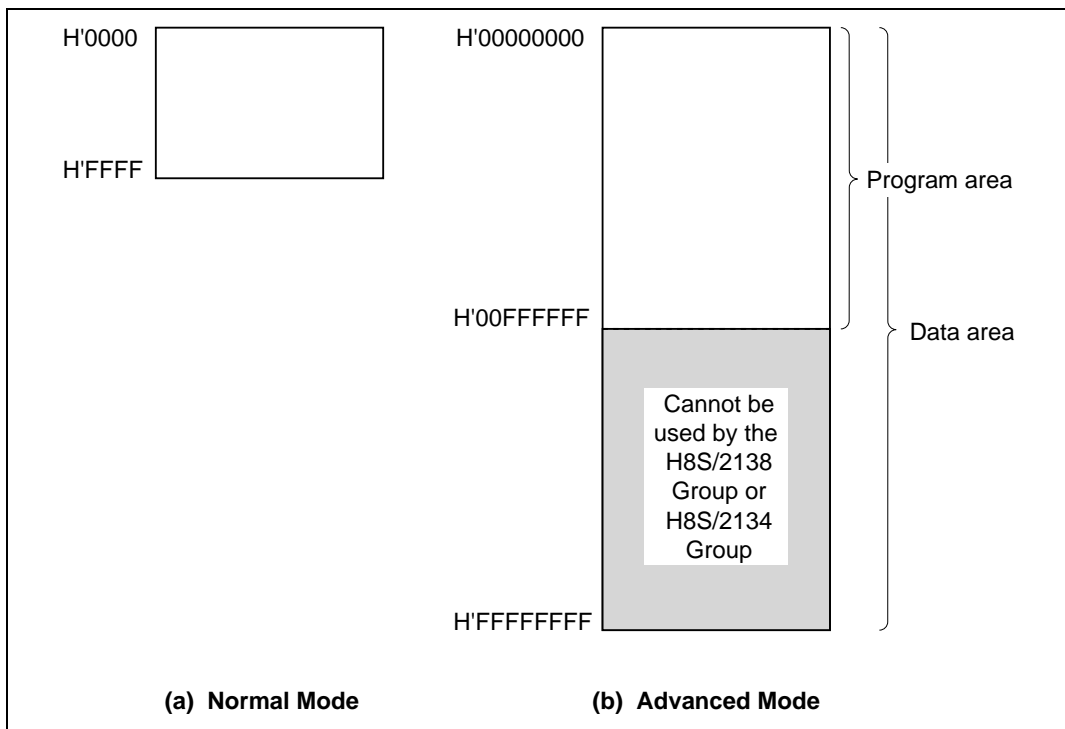 H'0000
H'FFFF
(a) Normal Mode
H'00000000
H'00FFFFFF
H'FFFFFFFF
Program area
Data area
Cannot be
used by the
H8S/2138
Group or
H8S/2134
Group
(b) Advanced Mode